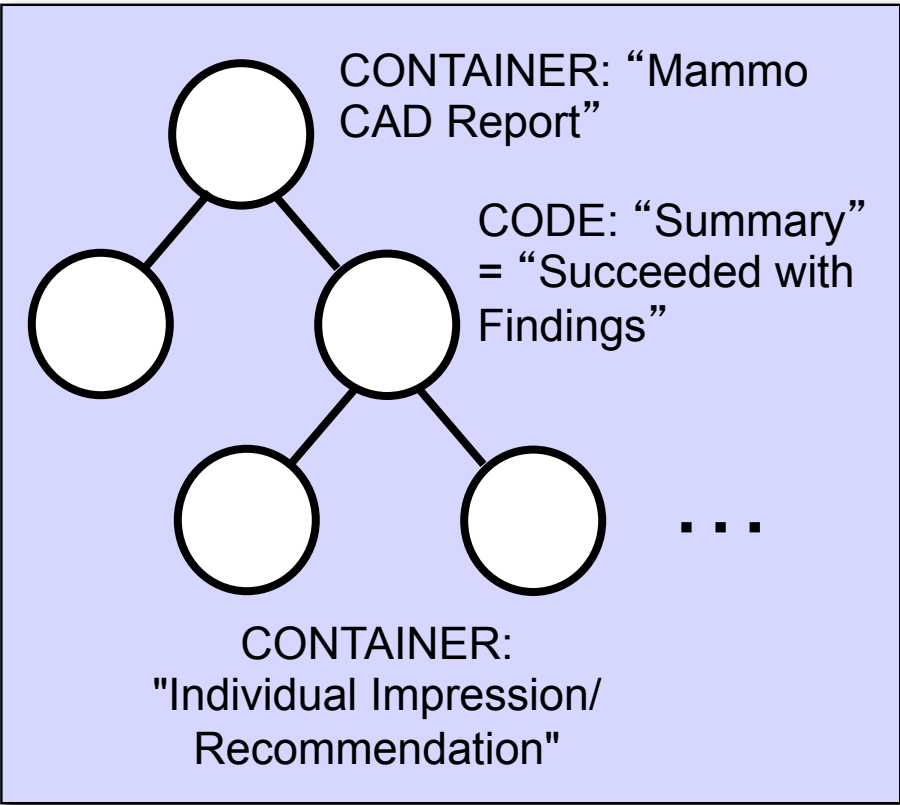 CONTAINER: “Mammo
CAD Report”
CODE: “Summary”
= “Succeeded with
Findings”
. . .
CONTAINER:
"Individual Impression/
Recommendation"